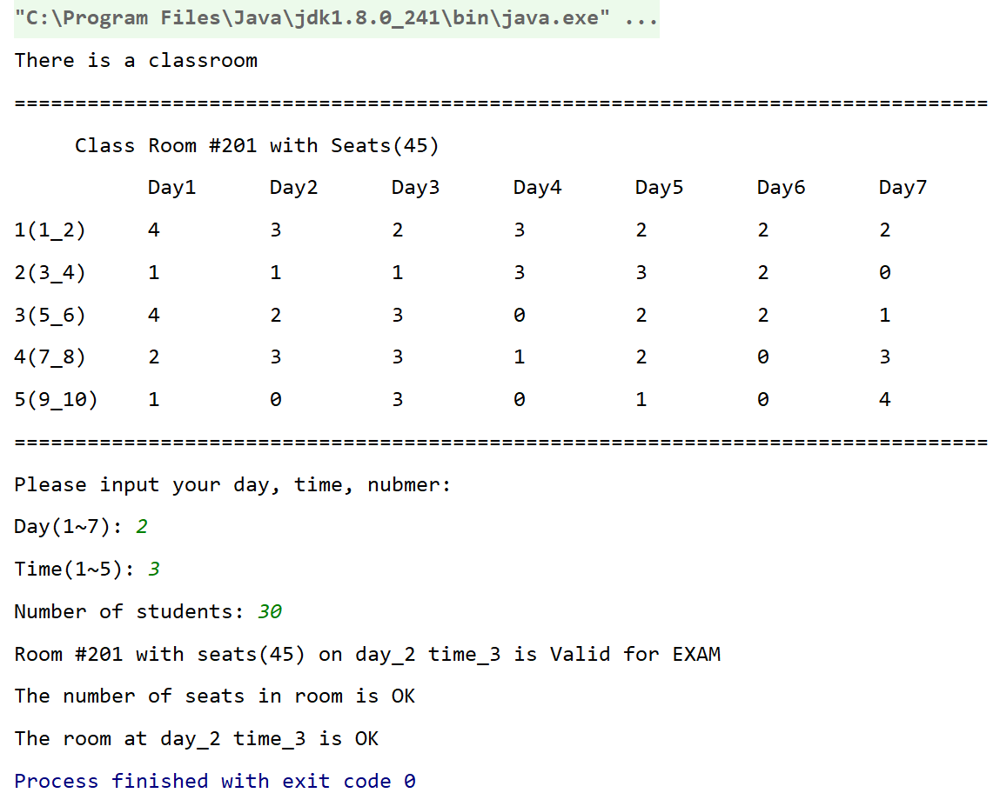 "C:\Program Files\Java\jdk1.8.0_241\bin\java.exe" ...
There is a classroom
================================================================================
Class Room #201 with Seats(45)
Day1 Day2 Day3 Day4 Day5 Day6 Day7
1(1_2) 4 3 2 3 2 2 2
2(3_4) 1 1 1 3 3 2 0
3(5_6) 4 2 3 0 2 2 1
4(7_8) 2 3 3 1 2 0 3
5(9_10) 1 0 3 0 1 0 4
================================================================================
Please input your day, time, nubmer:
Day(1~7): 2
Time(1~5): 3
Number of students: 30
Room #201 with seats(45) on day_2 time_3 is Valid for EXAM
The number of seats in room is OK
The room at day_2 time_3 is OK
Process finished with exit code 0